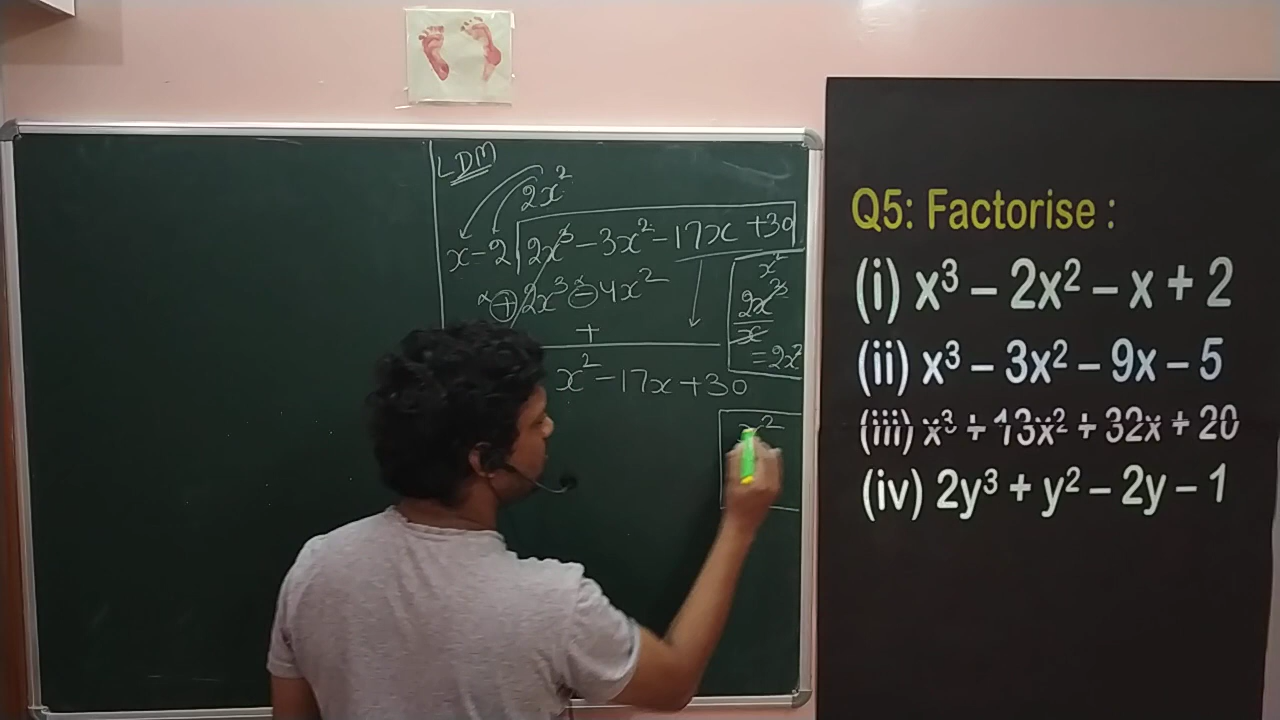 LDM
2x²
x-2 2x³-3x²-17x+30
⊕2x³⊖4x²
+
x²-17x+30
x²
2x³
x
=2x²
x²
Q5: Factorise :
(i) x³ – 2x² – x + 2
(ii) x³ – 3x² – 9x – 5
(iii) x³ + 13x² + 32x + 20
(iv) 2y³ + y² – 2y – 1